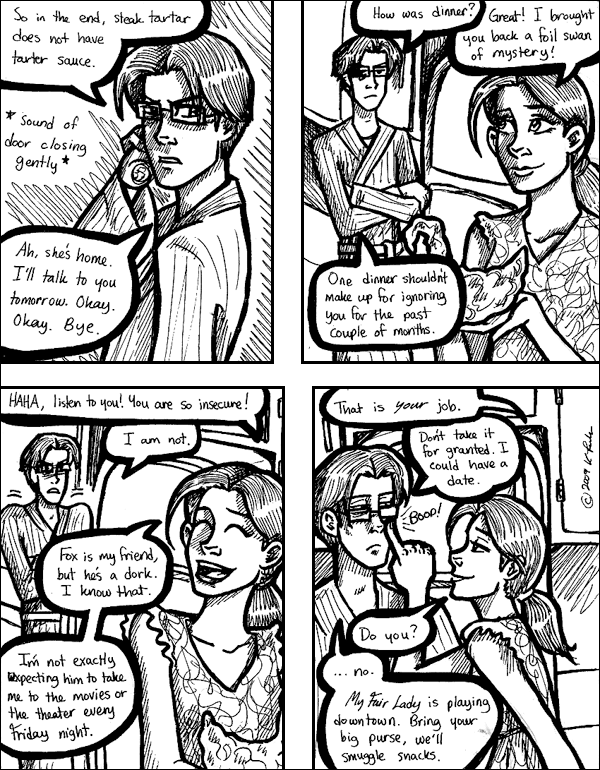 So in the end, steak tartar
does not have
tarter sauce.
*Sound of
door closing
gently*
Ah, she's home.
I'll talk to you
tomorrow. Okay.
Okay. Bye.
How was dinner?
Great! I brought
you back a foil swan
of mystery!
One dinner shouldn't
make up for ignoring
you for the past
couple of months.
HAHA, listen to you! You are so insecure!
I am not.
Fox is my friend,
but he's a dork.
I know that.
I'm not exactly
expecting him to take
me to the movies or
the theater every
Friday night.
That is your job.
Don't take it
for granted. I
could have a
date.
BOOP!
Do you?
... no.
My Fair Lady is playing
downtown. Bring your
big purse, we'll
smuggle snacks.
© 2009